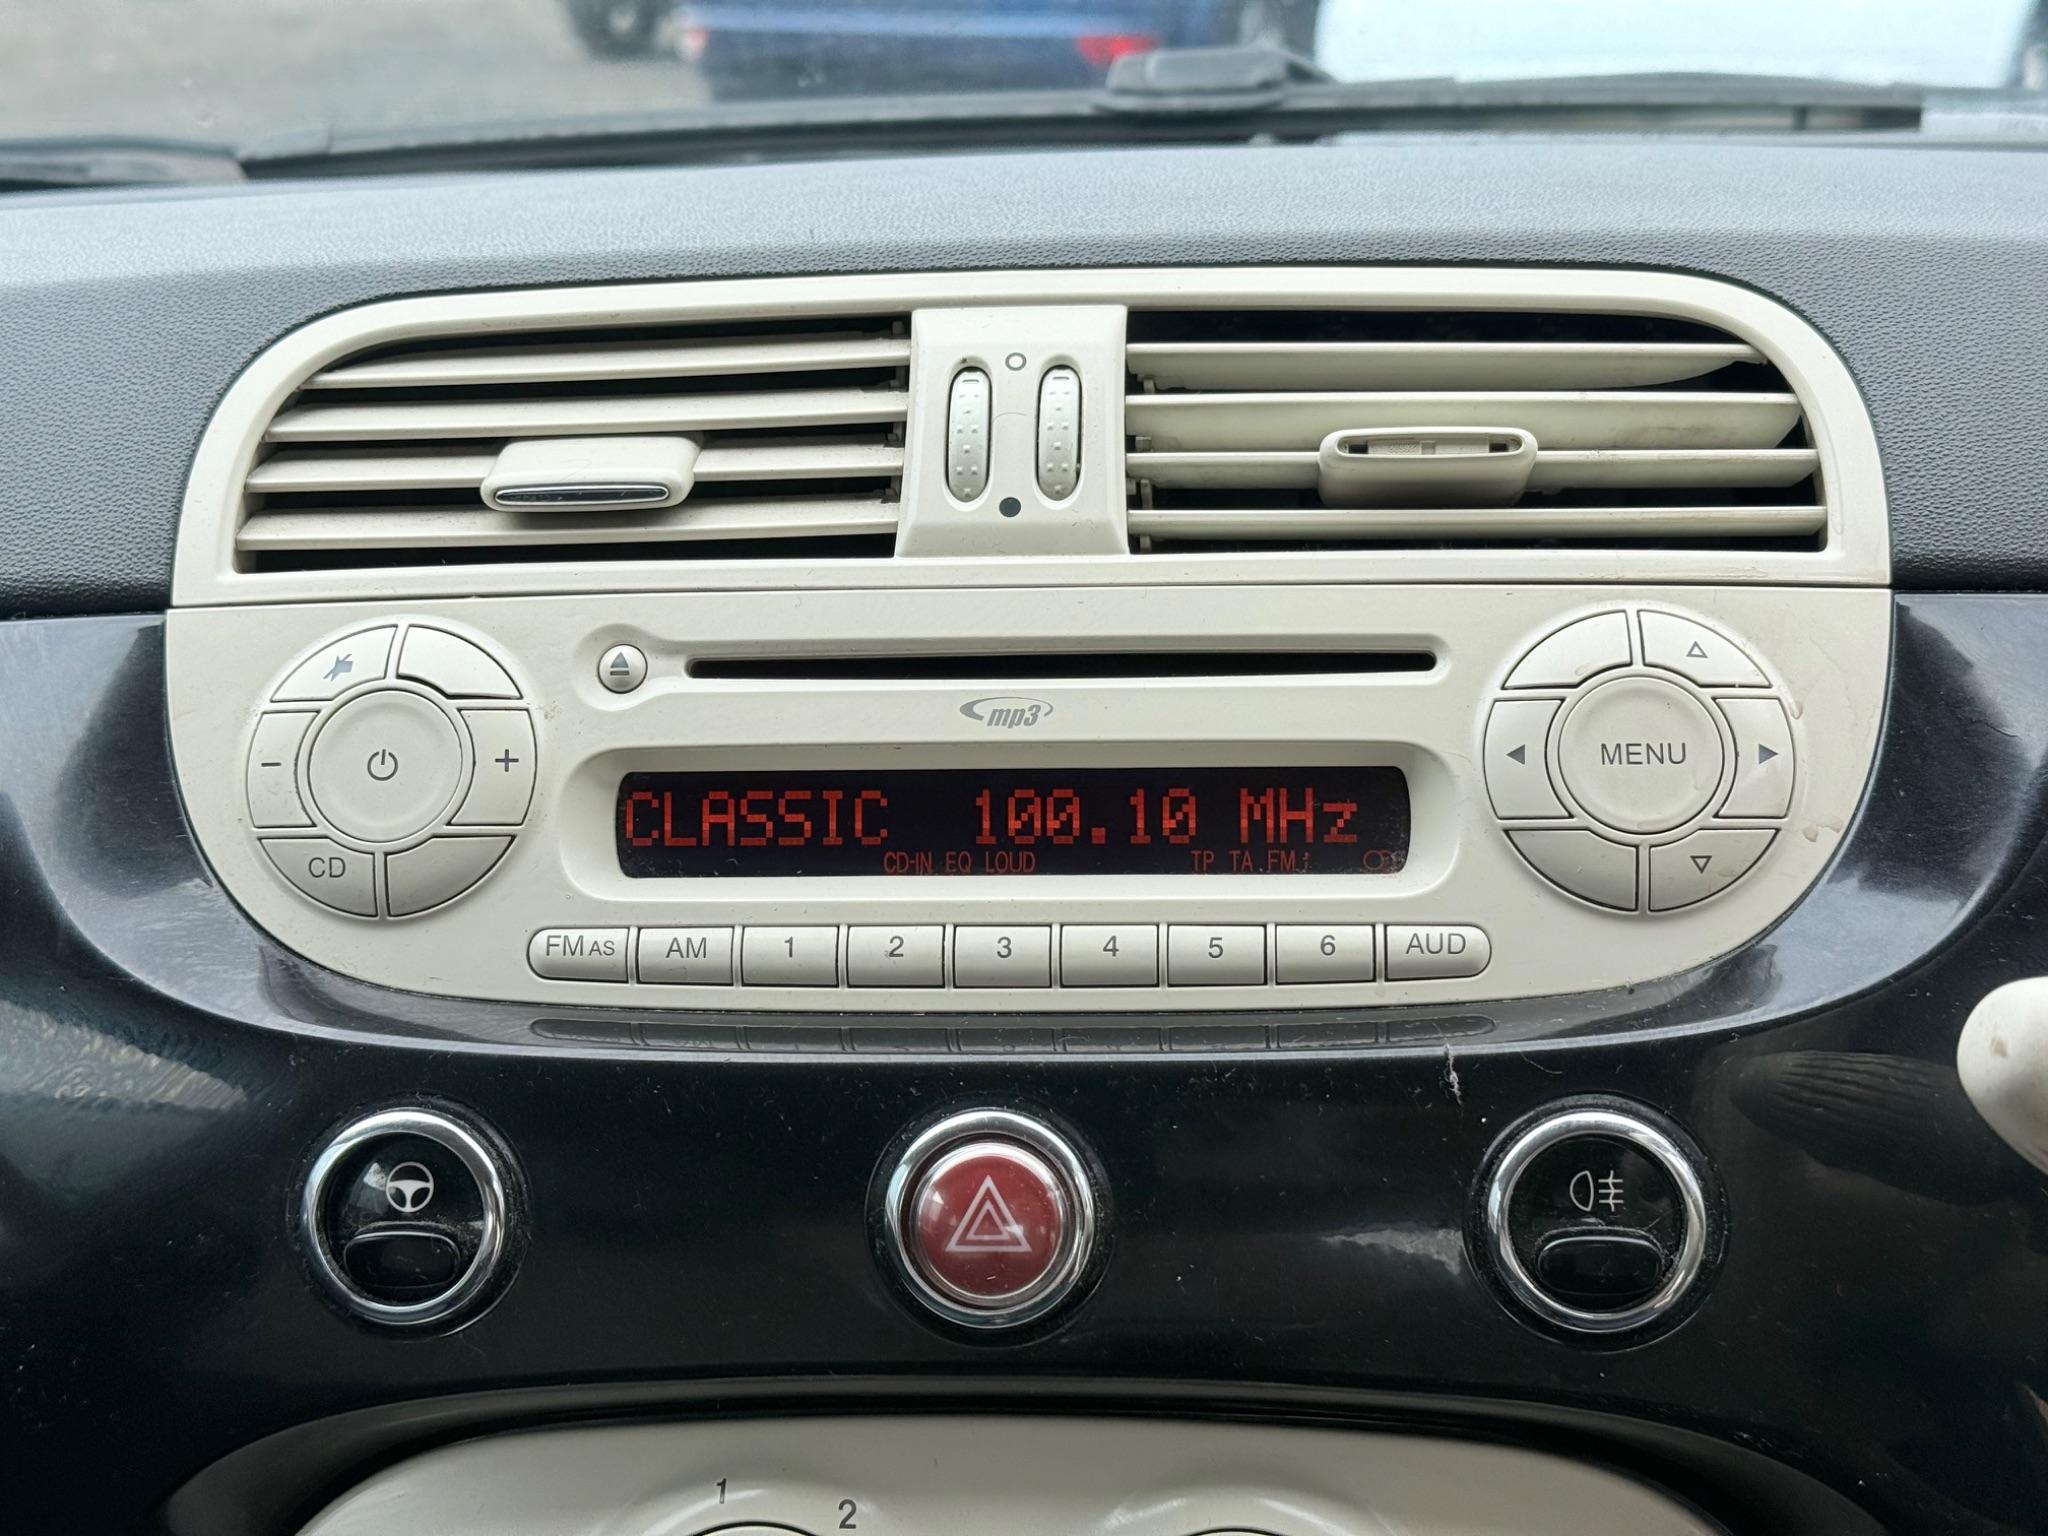 mp3
CLASSIC 100.10 MHz
CD-IN EQ LOUD TP TA FM
MENU
CD
FM AS AM 1 2 3 4 5 6 AUD
1 2